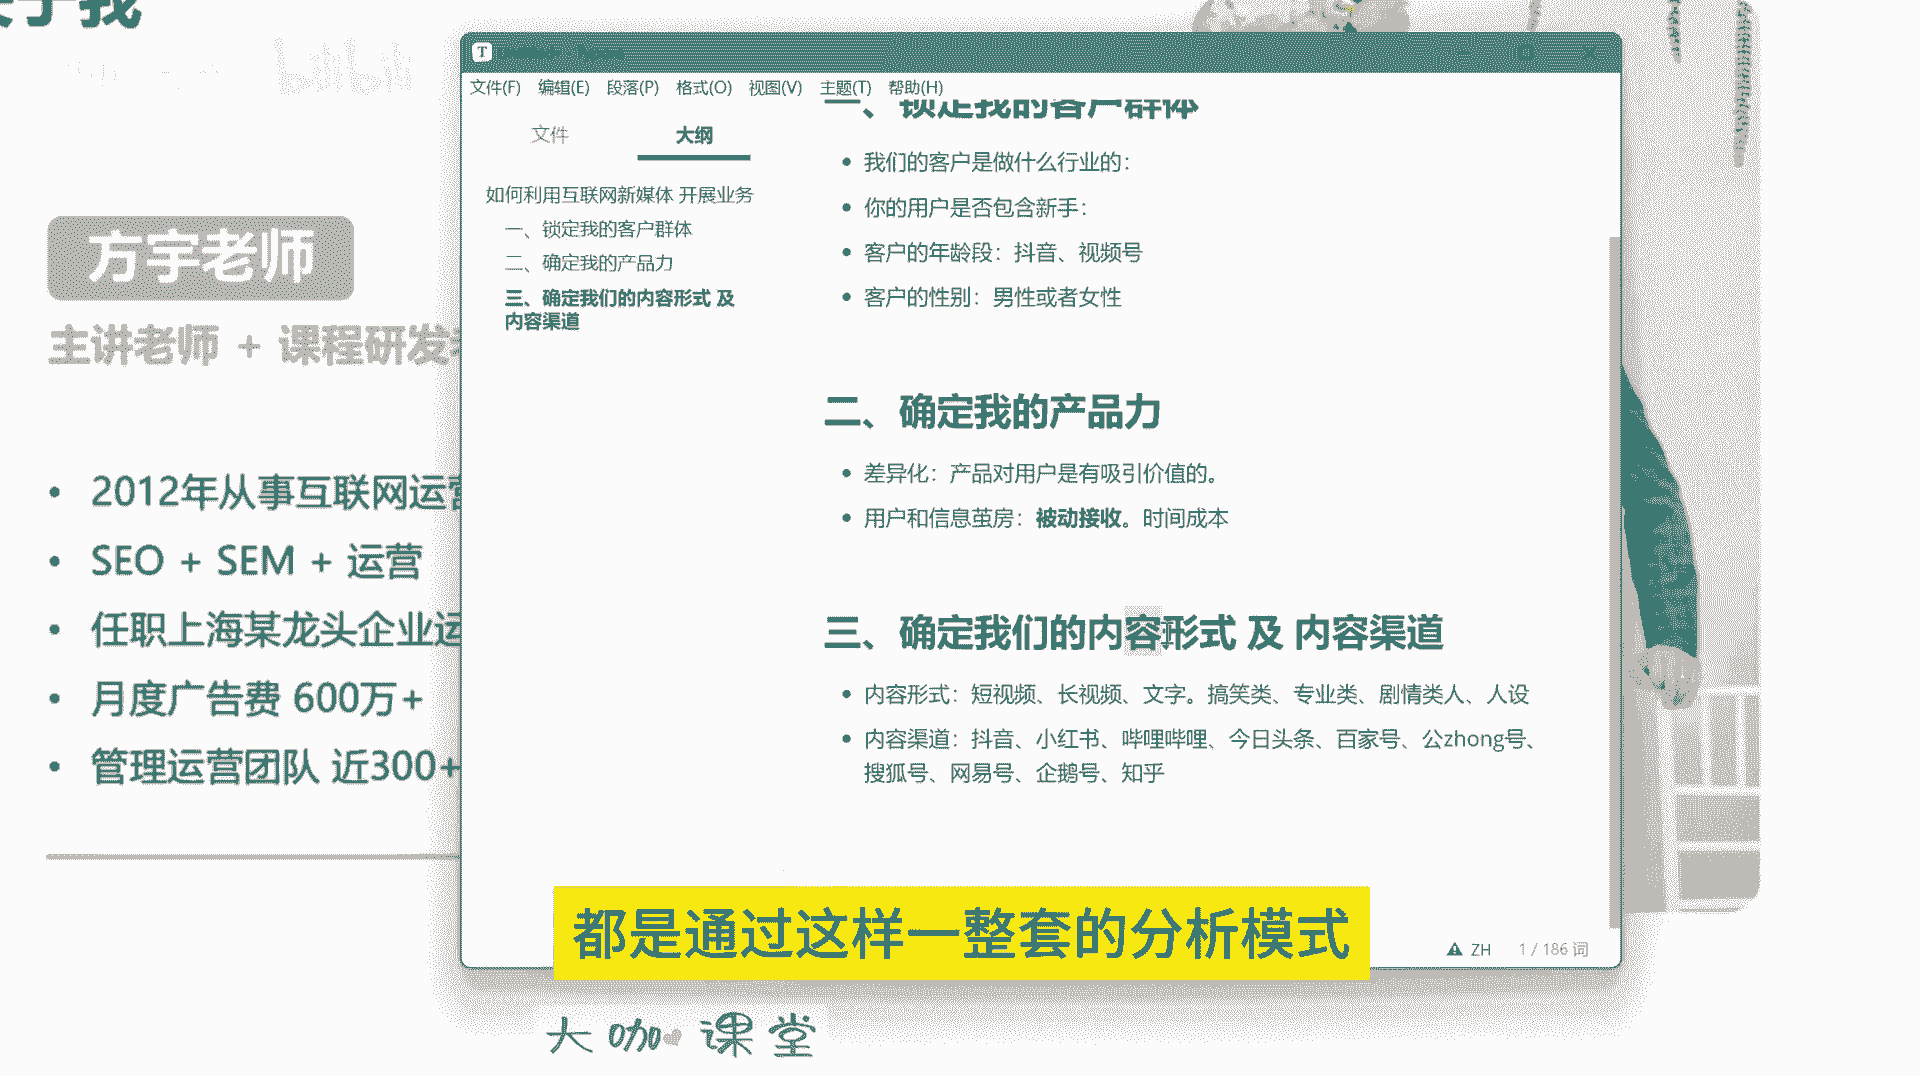 关于我
bilibili
方宇老师
主讲老师 + 课程研发
• 2012年从事互联网运营
• SEO + SEM + 运营
• 任职上海某龙头企业运
• 月度广告费 600万+
• 管理运营团队 近300+
T
文件(F) 编辑(E) 段落(P) 格式(O) 视图(V) 主题(T) 帮助(H)
文件 大纲
如何利用互联网新媒体 开展业务
一、锁定我的客户群体
二、确定我的产品力
三、确定我们的内容形式 及
内容渠道
一、锁定我的客户群体
• 我们的客户是做什么行业的：
• 你的用户是否包含新手：
• 客户的年龄段：抖音、视频号
• 客户的性别：男性或者女性
二、确定我的产品力
• 差异化：产品对用户是有吸引价值的。
• 用户和信息茧房：被动接收。时间成本
三、确定我们的内容形式 及 内容渠道
• 内容形式：短视频、长视频、文字。搞笑类、专业类、剧情类人、人设
• 内容渠道：抖音、小红书、哔哩哔哩、今日头条、百家号、公zhong号、
搜狐号、网易号、企鹅号、知乎
ZH 1 / 186 词
都是通过这样一整套的分析模式
大咖课堂